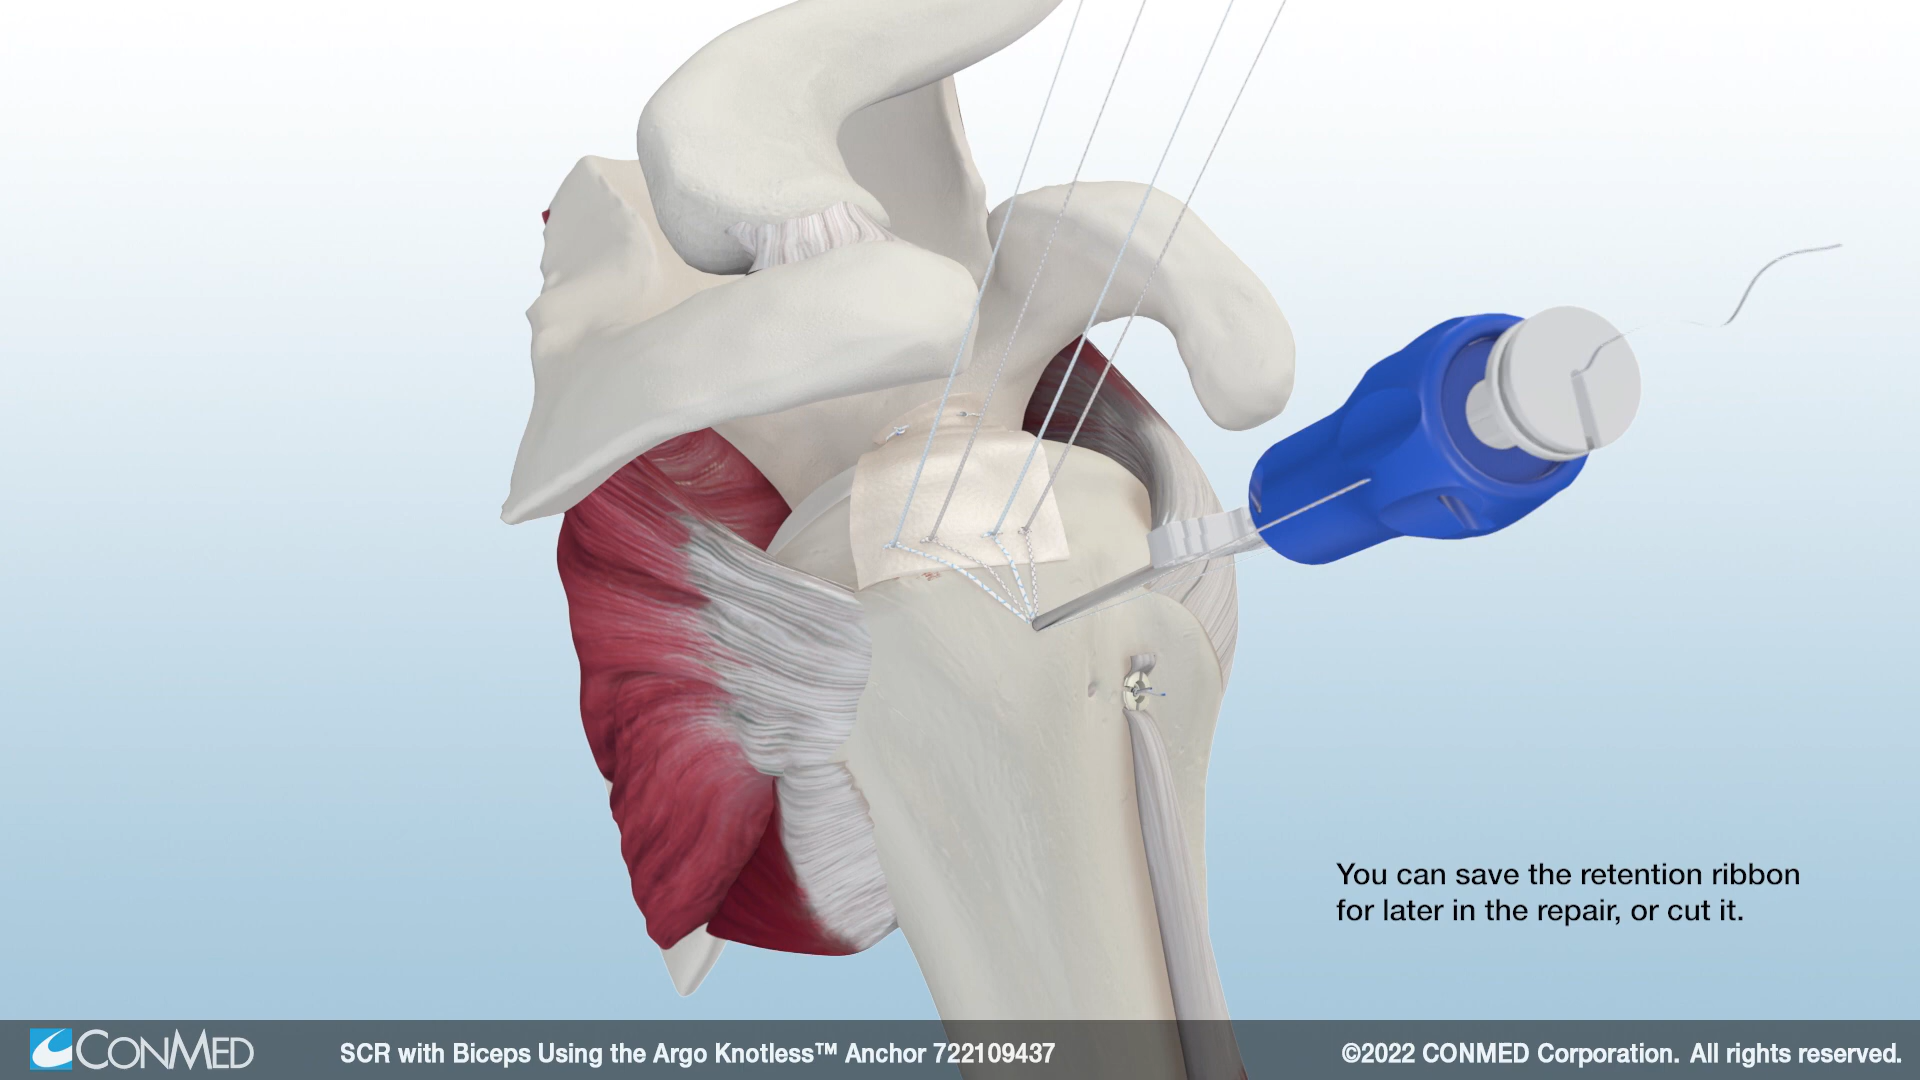 You can save the retention ribbon
for later in the repair, or cut it.
CONMED
SCR with Biceps Using the Argo Knotless™ Anchor 722109437
©2022 CONMED Corporation. All rights reserved.